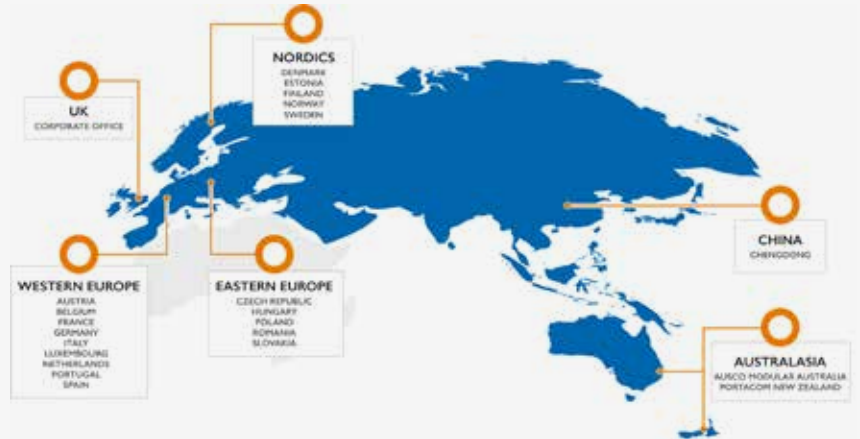 NORDICS
DENMARK
ESTONIA
FINLAND
NORWAY
SWEDEN
UK
CORPORATE OFFICE
WESTERN EUROPE
AUSTRIA
BELGIUM
FRANCE
GERMANY
ITALY
LUXEMBOURG
NETHERLANDS
PORTUGAL
SPAIN
EASTERN EUROPE
CZECH REPUBLIC
HUNGARY
POLAND
ROMANIA
SLOVAKIA
CHINA
CHENGDONG
AUSTRALASIA
AUSCO MODULAR AUSTRALIA
PORTACOM NEW ZEALAND